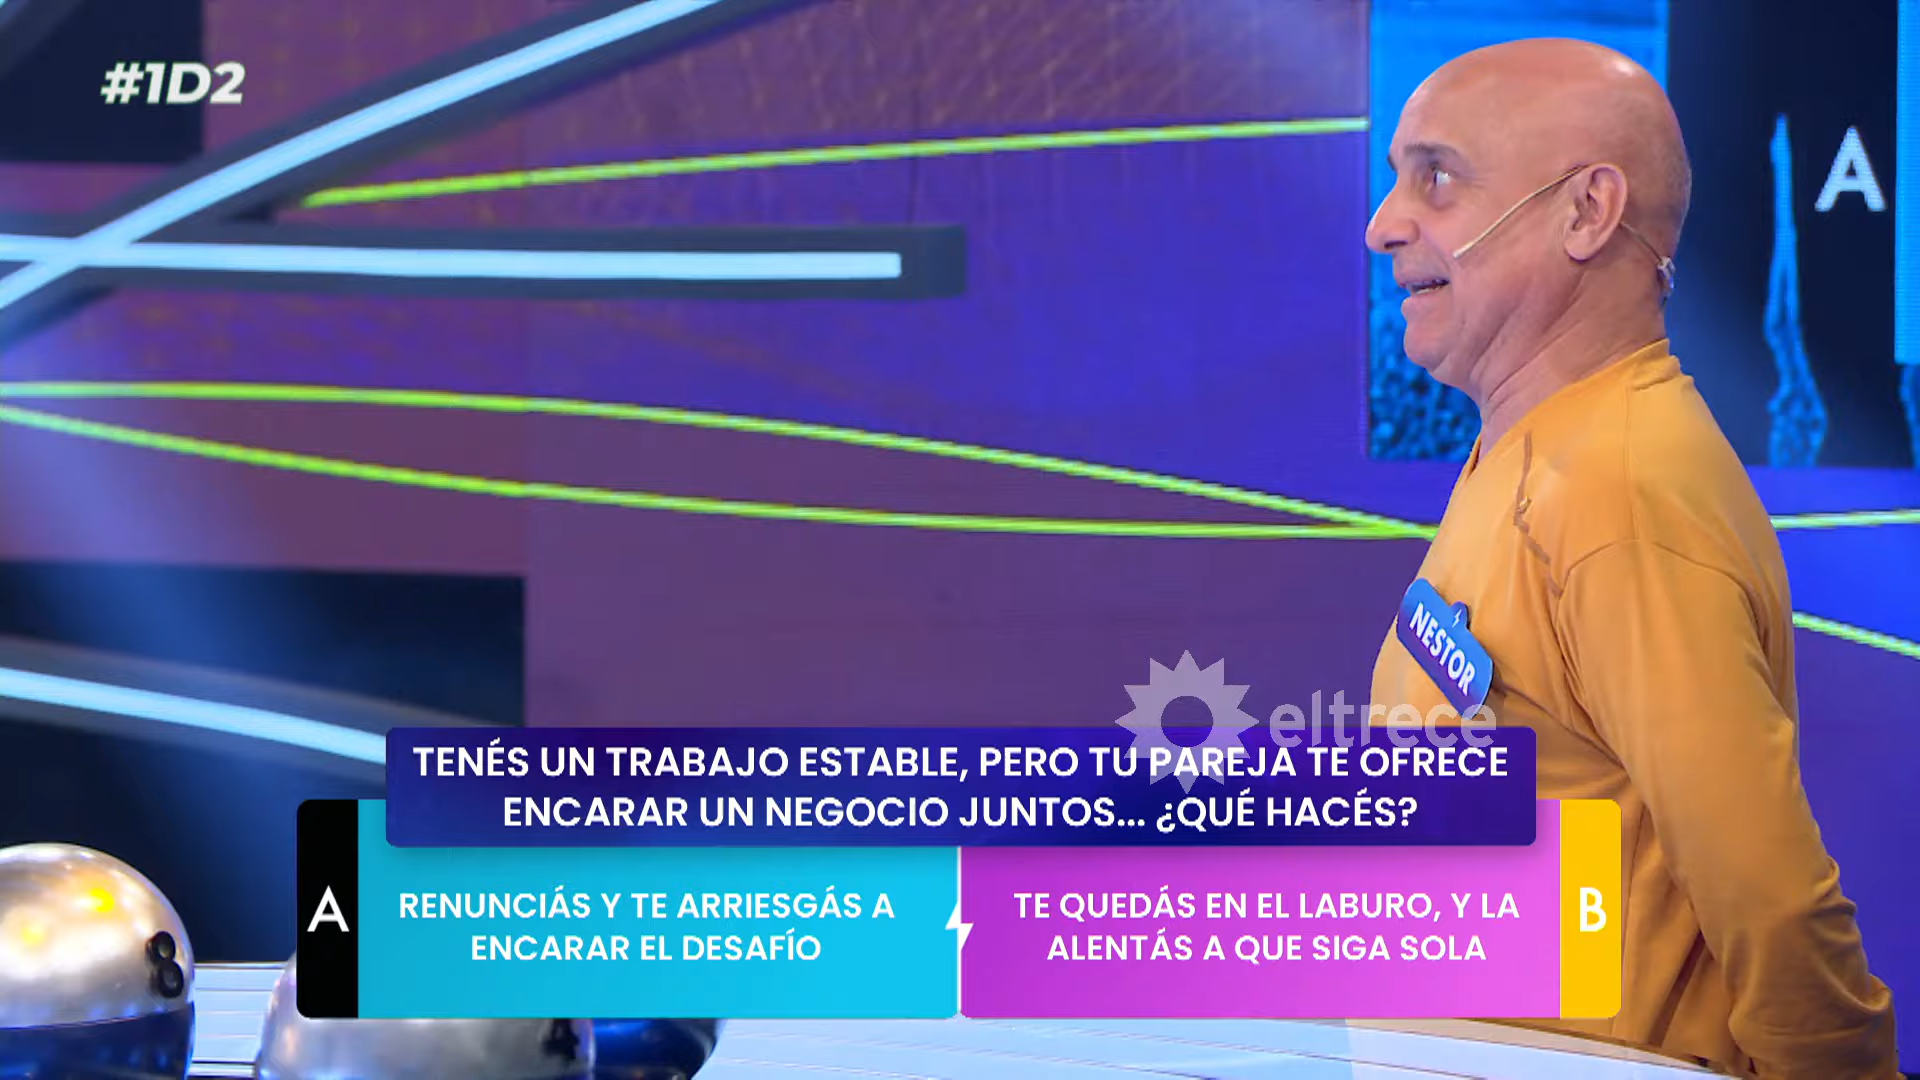 #1D2
A
NESTOR
eltrece
TENÉS UN TRABAJO ESTABLE, PERO TU PAREJA TE OFRECE
ENCARAR UN NEGOCIO JUNTOS... ¿QUÉ HACÉS?
A
RENUNCIÁS Y TE ARRIESGÁS A
ENCARAR EL DESAFÍO
TE QUEDÁS EN EL LABURO, Y LA
ALENTÁS A QUE SIGA SOLA
B
8